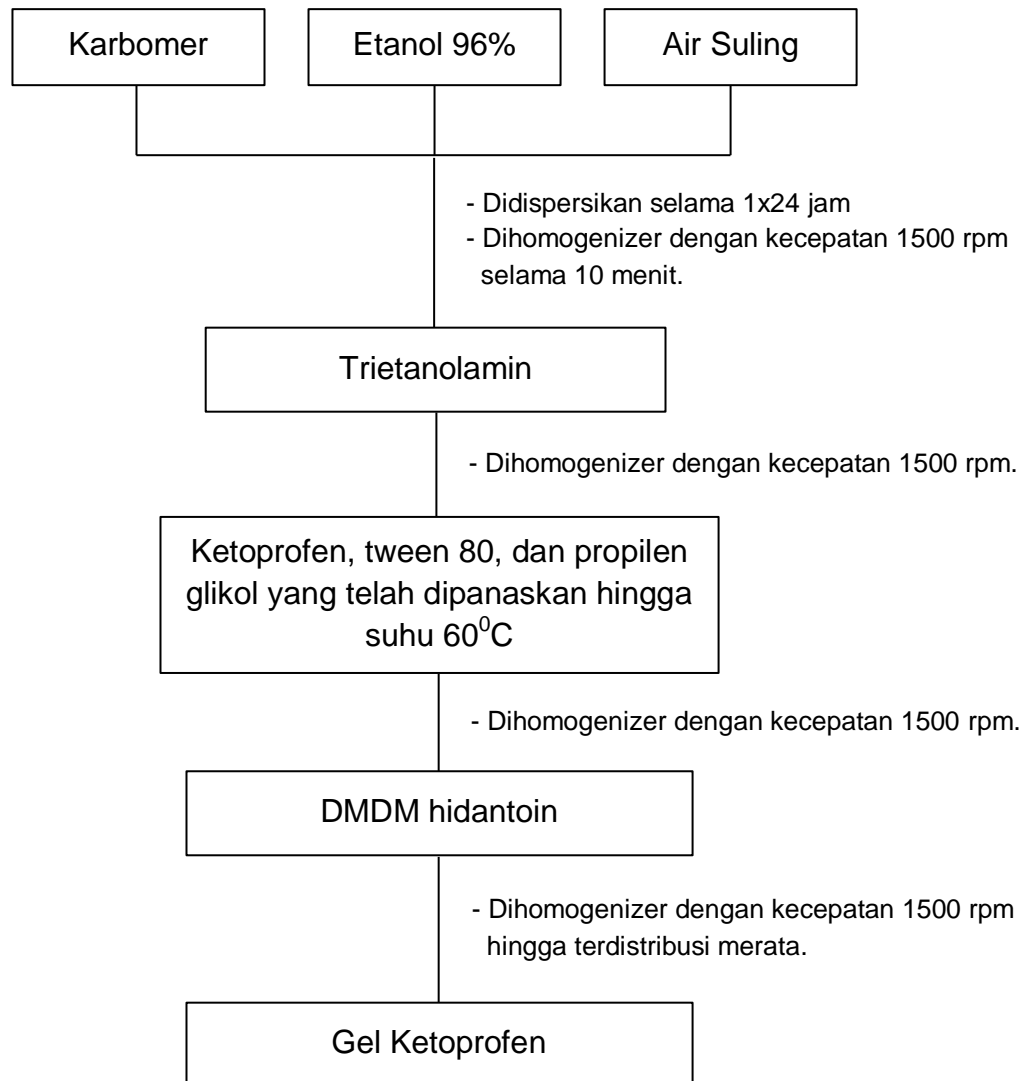 Karbomer
Etanol 96%
Air Suling
- Didispersikan selama 1x24 jam
- Dihomogenizer dengan kecepatan 1500 rpm
selama 10 menit.
Trietanolamin
- Dihomogenizer dengan kecepatan 1500 rpm.
Ketoprofen, tween 80, dan propilen
glikol yang telah dipanaskan hingga
suhu 60⁰C
- Dihomogenizer dengan kecepatan 1500 rpm.
DMDM hidantoin
- Dihomogenizer dengan kecepatan 1500 rpm
hingga terdistribusi merata.
Gel Ketoprofen